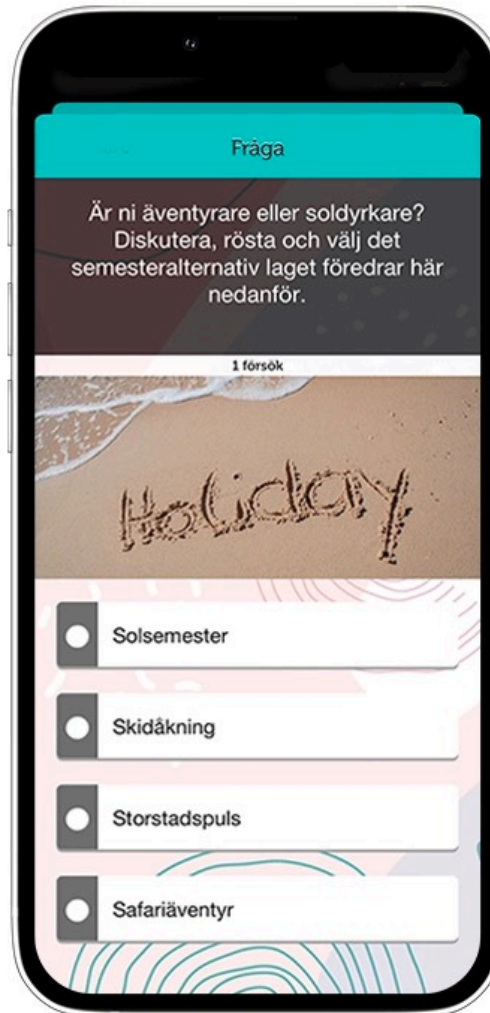 Fråga
Är ni äventyrare eller soldyrkare?
Diskutera, rösta och välj det
semesteralternativ laget föredrar här
nedanför.
1 försök
Holiday
Solsemester
Skidåkning
Storstadspuls
Safariäventyr